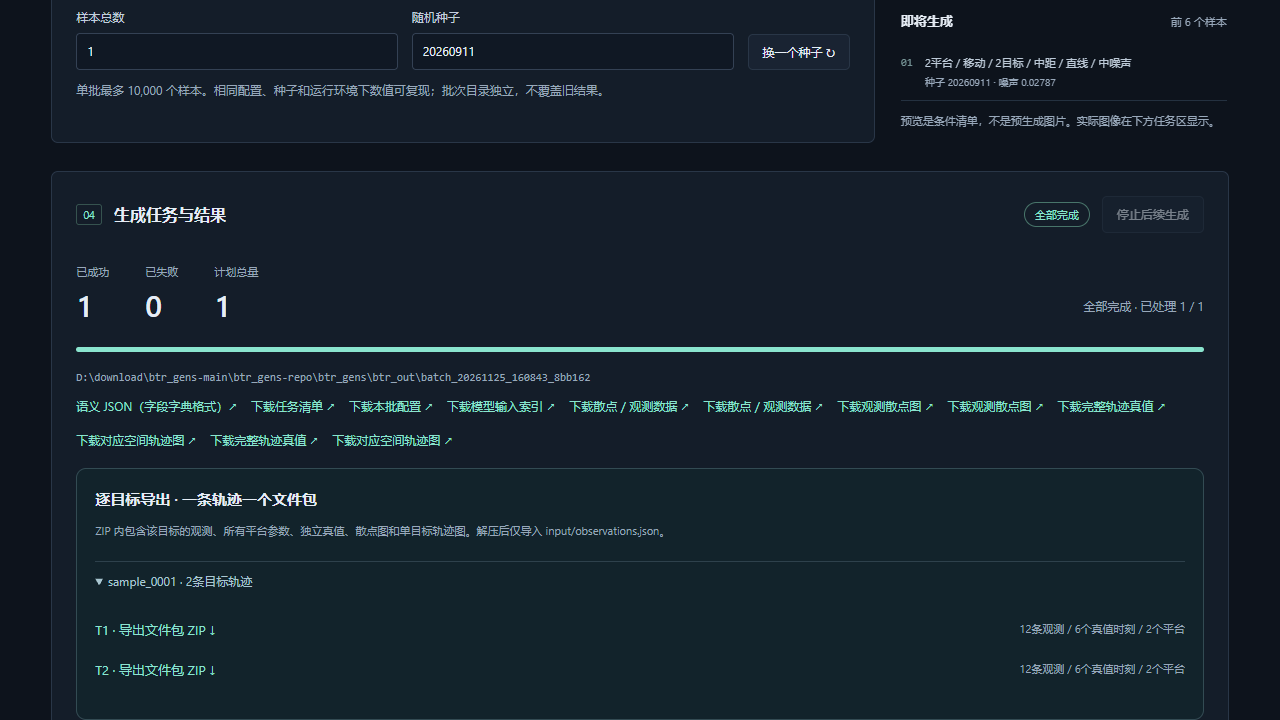 样本总数
随机种子
1
20260911
换一个种子 ↻
单批最多 10,000 个样本。相同配置、种子和运行环境下数值可复现；批次目录独立，不覆盖旧结果。
即将生成
前 6 个样本
01 2平台 / 移动 / 2目标 / 中距 / 直线 / 中噪声
种子 20260911 · 噪声 0.02787
预览是条件清单，不是预生成图片。实际图像在下方任务区显示。
04 生成任务与结果
全部完成
停止后续生成
已成功 已失败 计划总量
1 0 1
全部完成 · 已处理 1 / 1
D:\download\btr_gens-main\btr_gens-repo\btr_gens\btr_out\batch_20261125_160843_8bb162
语义 JSON（字段字典格式）↗ 下载任务清单 ↗ 下载本批配置 ↗ 下载模型输入索引 ↗ 下载散点 / 观测数据 ↗ 下载散点 / 观测数据 ↗ 下载观测散点图 ↗ 下载观测散点图 ↗ 下载完整轨迹真值 ↗
下载对应空间轨迹图 ↗ 下载完整轨迹真值 ↗ 下载对应空间轨迹图 ↗
逐目标导出 · 一条轨迹一个文件包
ZIP 内包含该目标的观测、所有平台参数、独立真值、散点图和单目标轨迹图。解压后仅导入 input/observations.json。
▼ sample_0001 · 2条目标轨迹
T1 · 导出文件包 ZIP ↓
12条观测 / 6个真值时刻 / 2个平台
T2 · 导出文件包 ZIP ↓
12条观测 / 6个真值时刻 / 2个平台